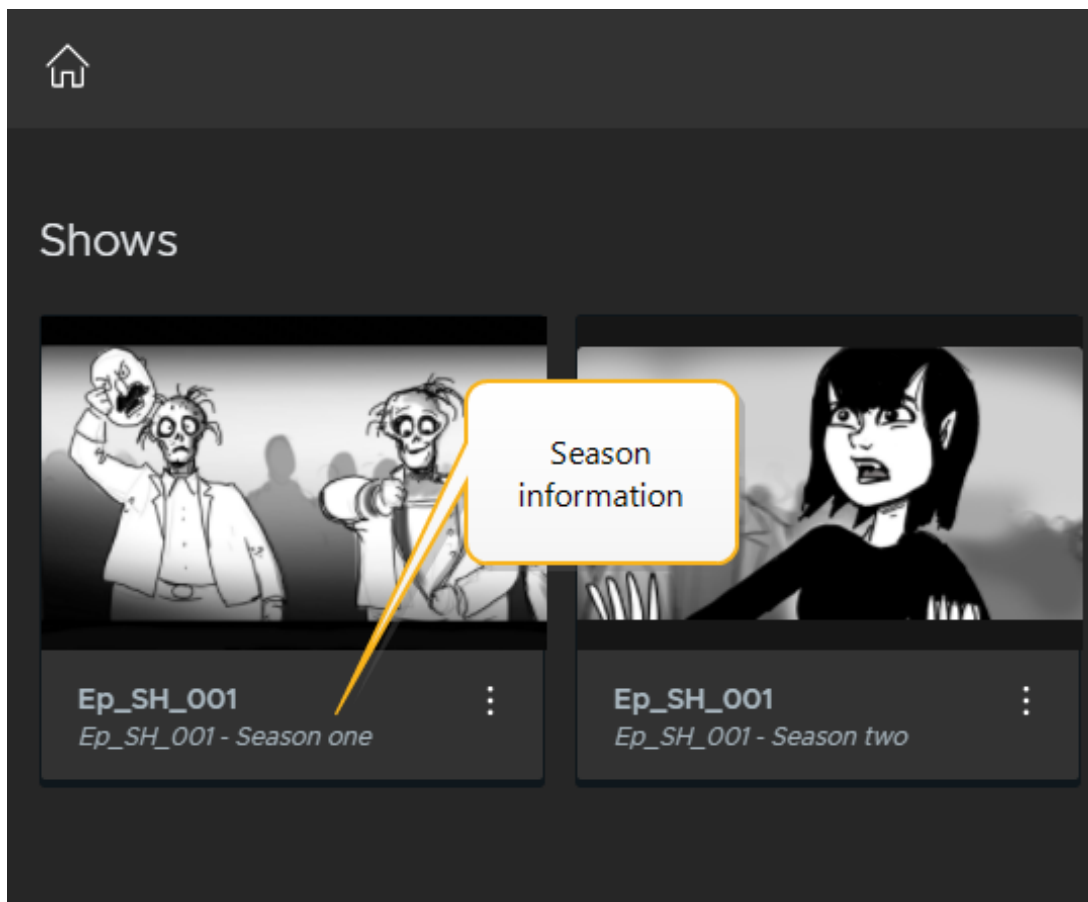 Shows
Season
information
Ep_SH_001
Ep_SH_001 - Season one
Ep_SH_001
Ep_SH_001 - Season two